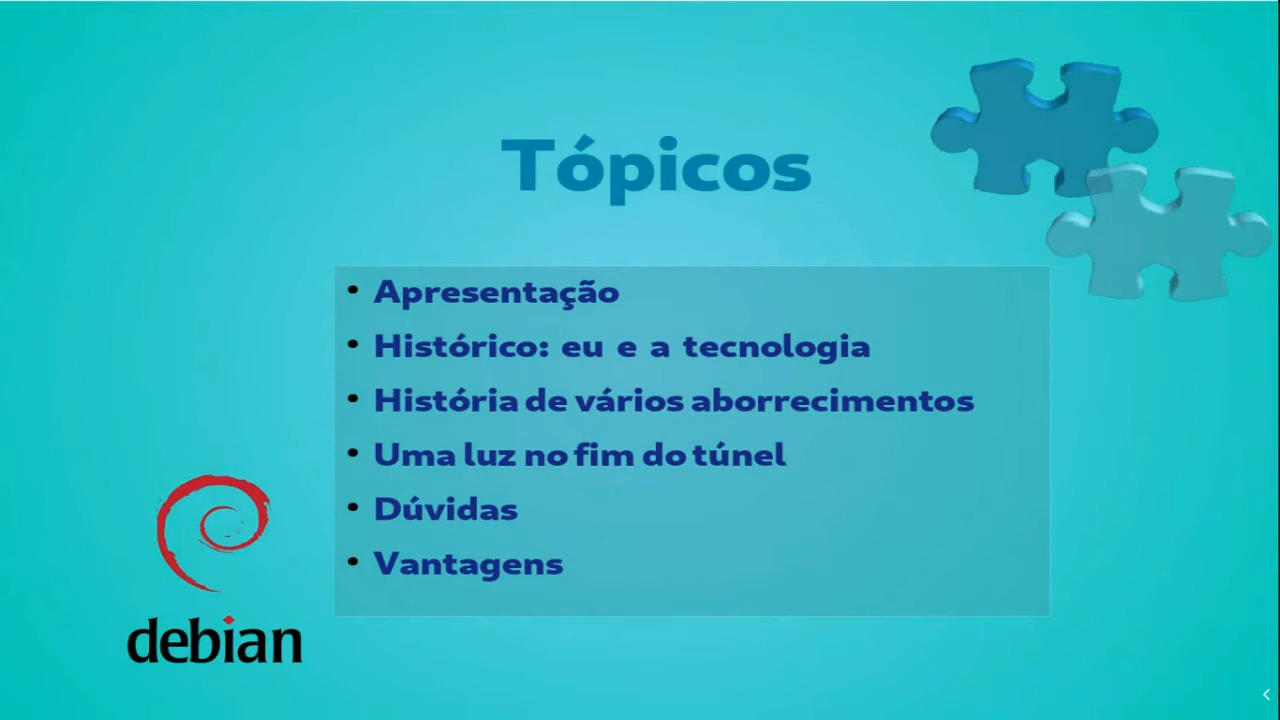 Tópicos
• Apresentação
• Histórico: eu e a tecnologia
• História de vários aborrecimentos
• Uma luz no fim do túnel
• Dúvidas
• Vantagens
debian